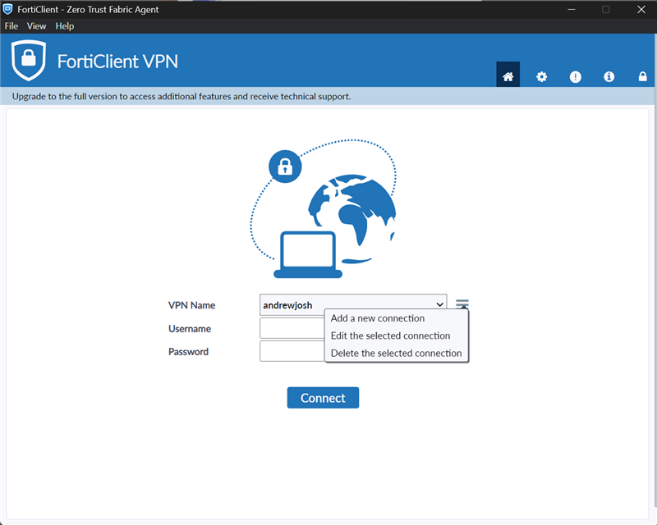 FortiClient - Zero Trust Fabric Agent
File View Help
FortiClient VPN
Upgrade to the full version to access additional features and receive technical support.
VPN Name andrewjosh
Add a new connection
Username
Edit the selected connection
Password
Delete the selected connection
Connect